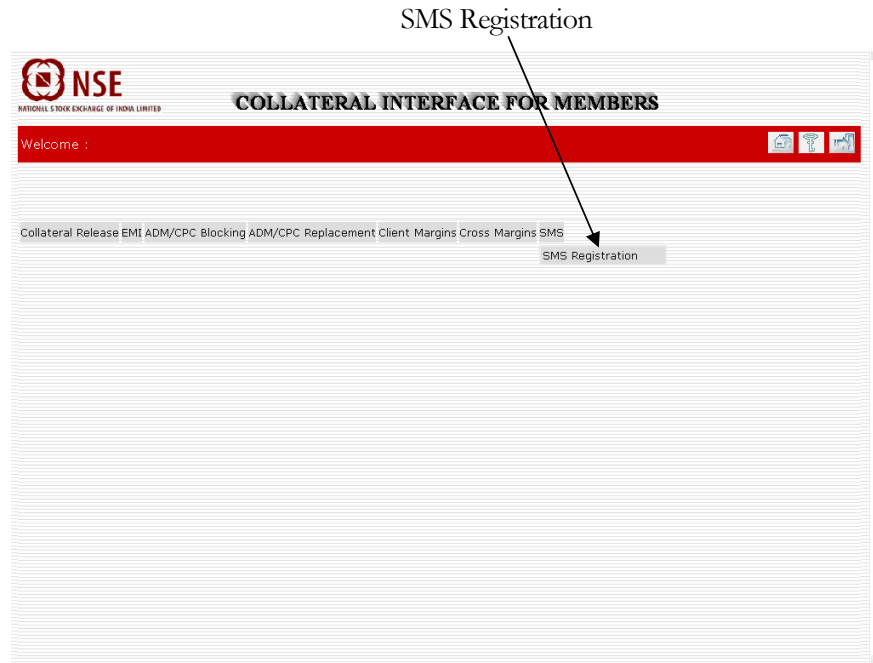 SMS Registration
NSE
NATIONAL STOCK EXCHANGE OF INDIA LIMITED
COLLATERAL INTERFACE FOR MEMBERS
Welcome :
Collateral Release EMI ADM/CPC Blocking ADM/CPC Replacement Client Margins Cross Margins SMS
SMS Registration